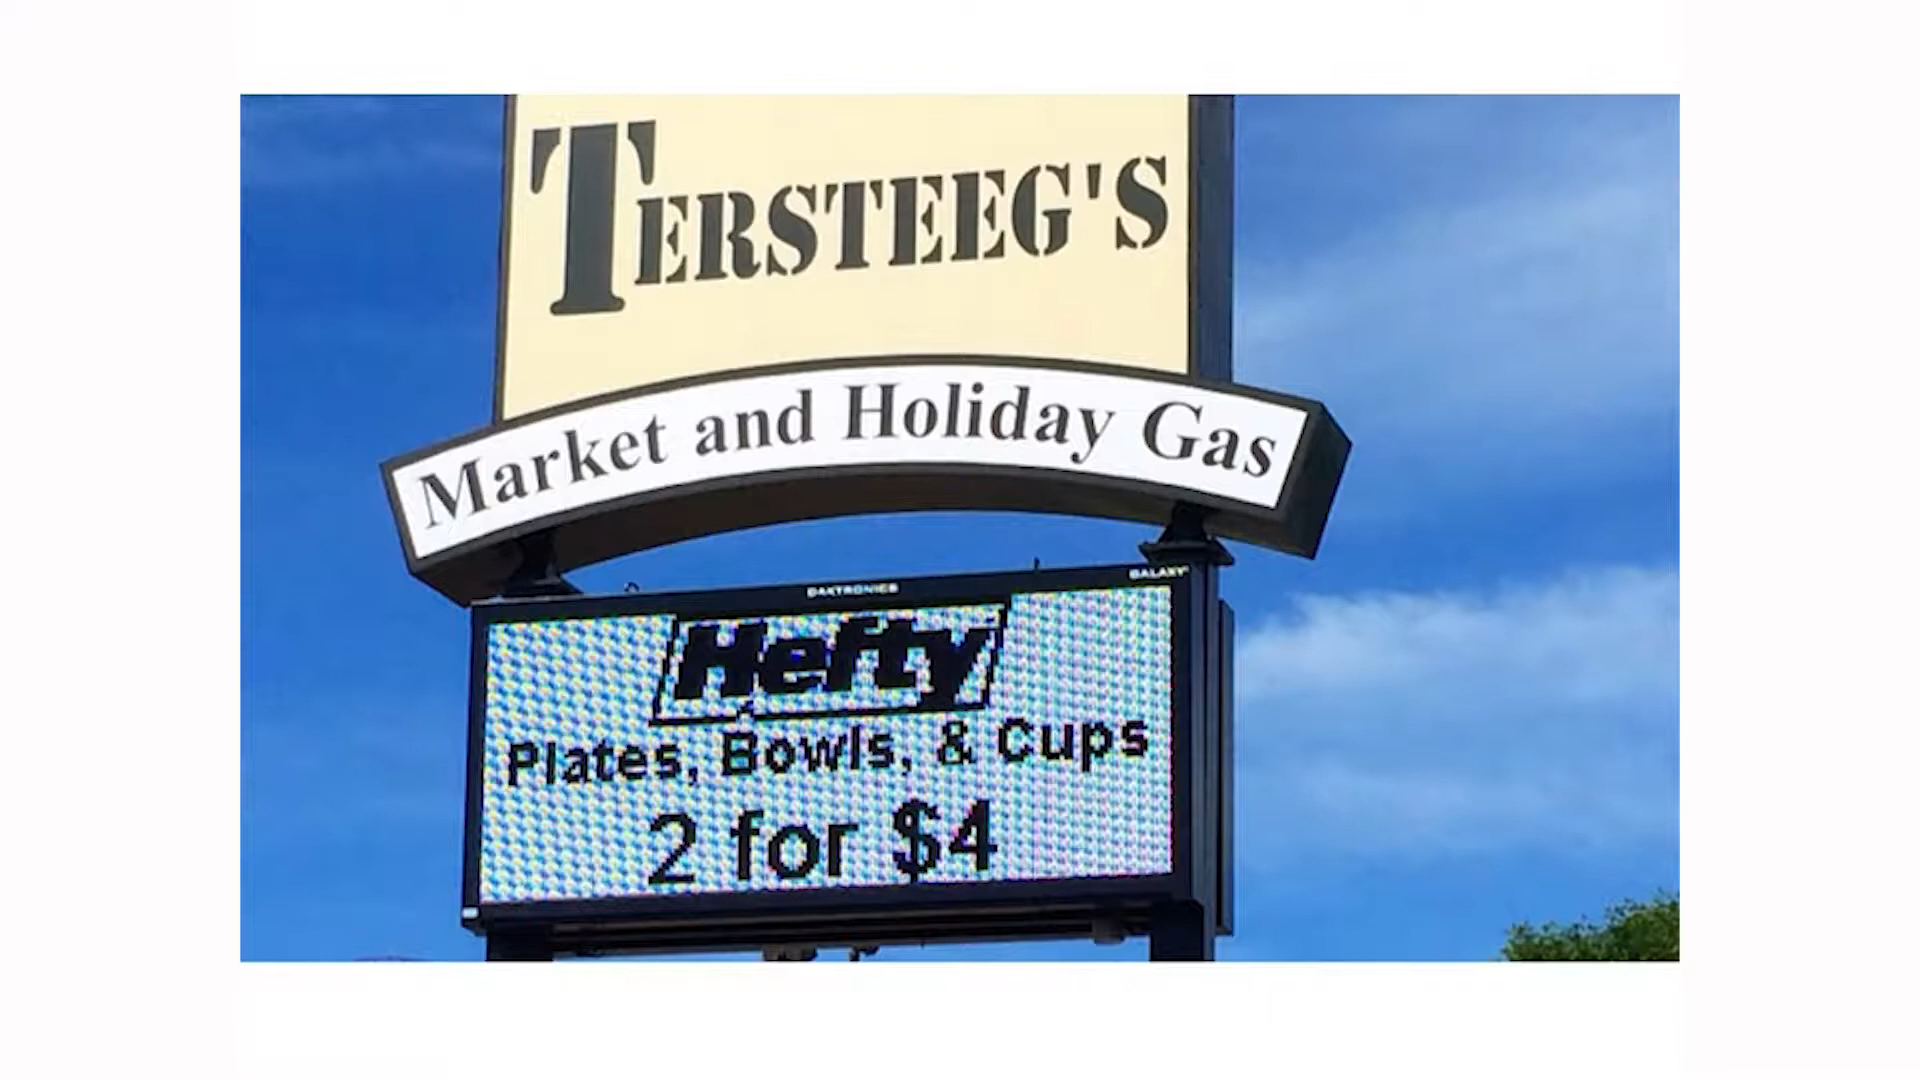 TERSTEEG'S
Market and Holiday Gas
DAKTRONICS
GALAXY
Hefty
Plates, Bowls, & Cups
2 for $4